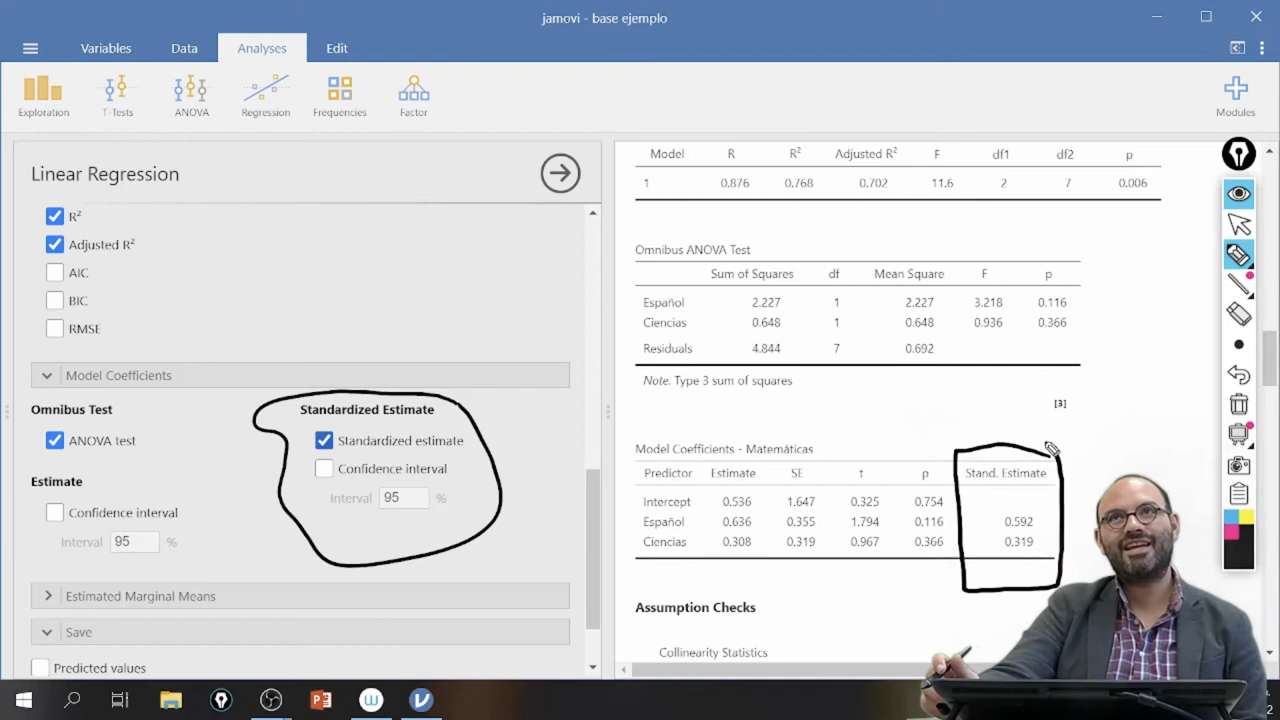 jamovi - base ejemplo
Variables Data Analyses Edit
Exploration T-Tests ANOVA Regression Frequencies Factor Modules
Linear Regression
R²
Adjusted R²
AIC
BIC
RMSE
Model Coefficients
Omnibus Test
ANOVA test
Estimate
Confidence interval
Interval 95 %
Standardized Estimate
Standardized estimate
Confidence interval
Interval 95 %
Estimated Marginal Means
Save
Predicted values
Model R R² Adjusted R² F df1 df2 p
1 0.876 0.768 0.702 11.6 2 7 0.006
Omnibus ANOVA Test
Sum of Squares df Mean Square F p
Español 2.227 1 2.227 3.218 0.116
Ciencias 0.648 1 0.648 0.936 0.366
Residuals 4.844 7 0.692
Note. Type 3 sum of squares
[3]
Model Coefficients - Matemáticas
Predictor Estimate SE t p Stand. Estimate
Intercept 0.536 1.647 0.325 0.754
Español 0.636 0.355 1.794 0.116 0.592
Ciencias 0.308 0.319 0.967 0.366 0.319
Assumption Checks
Collinearity Statistics